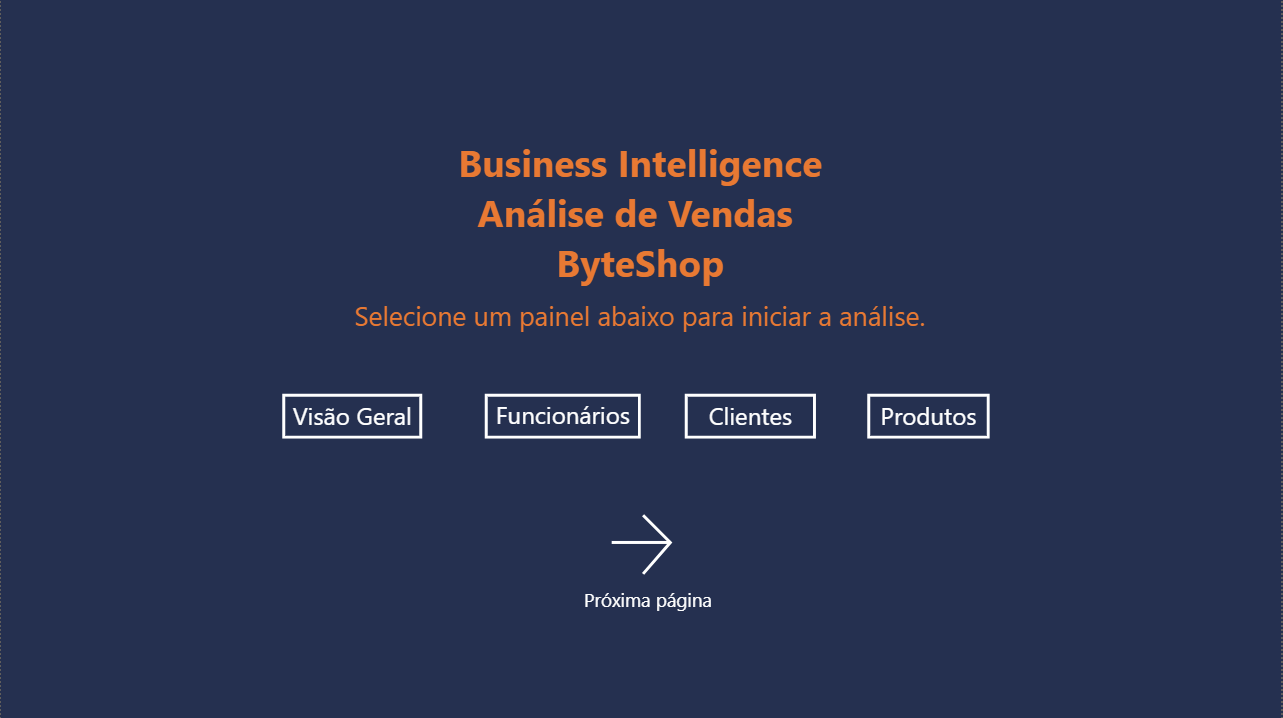 Business Intelligence
Análise de Vendas
ByteShop
Selecione um painel abaixo para iniciar a análise.
Visão Geral Funcionários Clientes Produtos
Próxima página